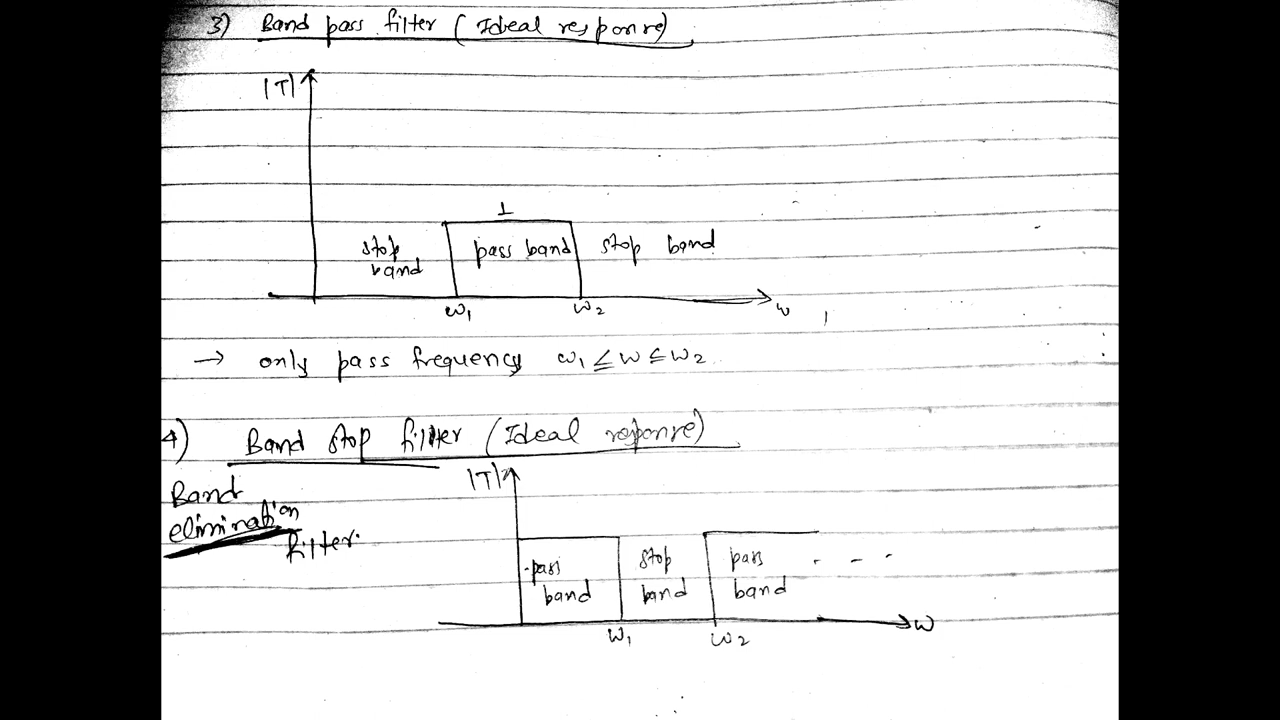 3) Band pass filter (Ideal response)
|T|
1
stop band
pass band
stop band
ω1 ω2 ω
→ only pass frequency ω1 ≤ ω ≤ ω2
4) Band stop filter (Ideal response)
Band elimination filter.
|T|
pass band
stop band
pass band - - -
ω1 ω2 ω